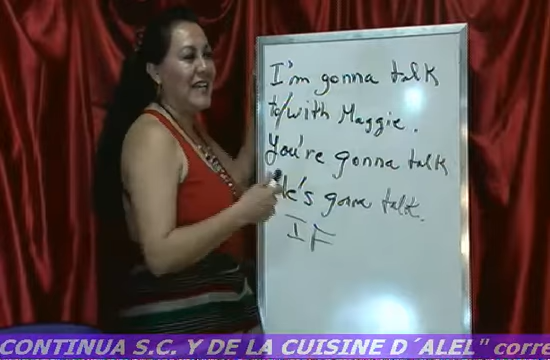 I'm gonna talk
to/with Maggie.
You're gonna talk
He's gonna talk.
IF
CONTINUA S.C. Y DE LA CUISINE D´ALEL" corre